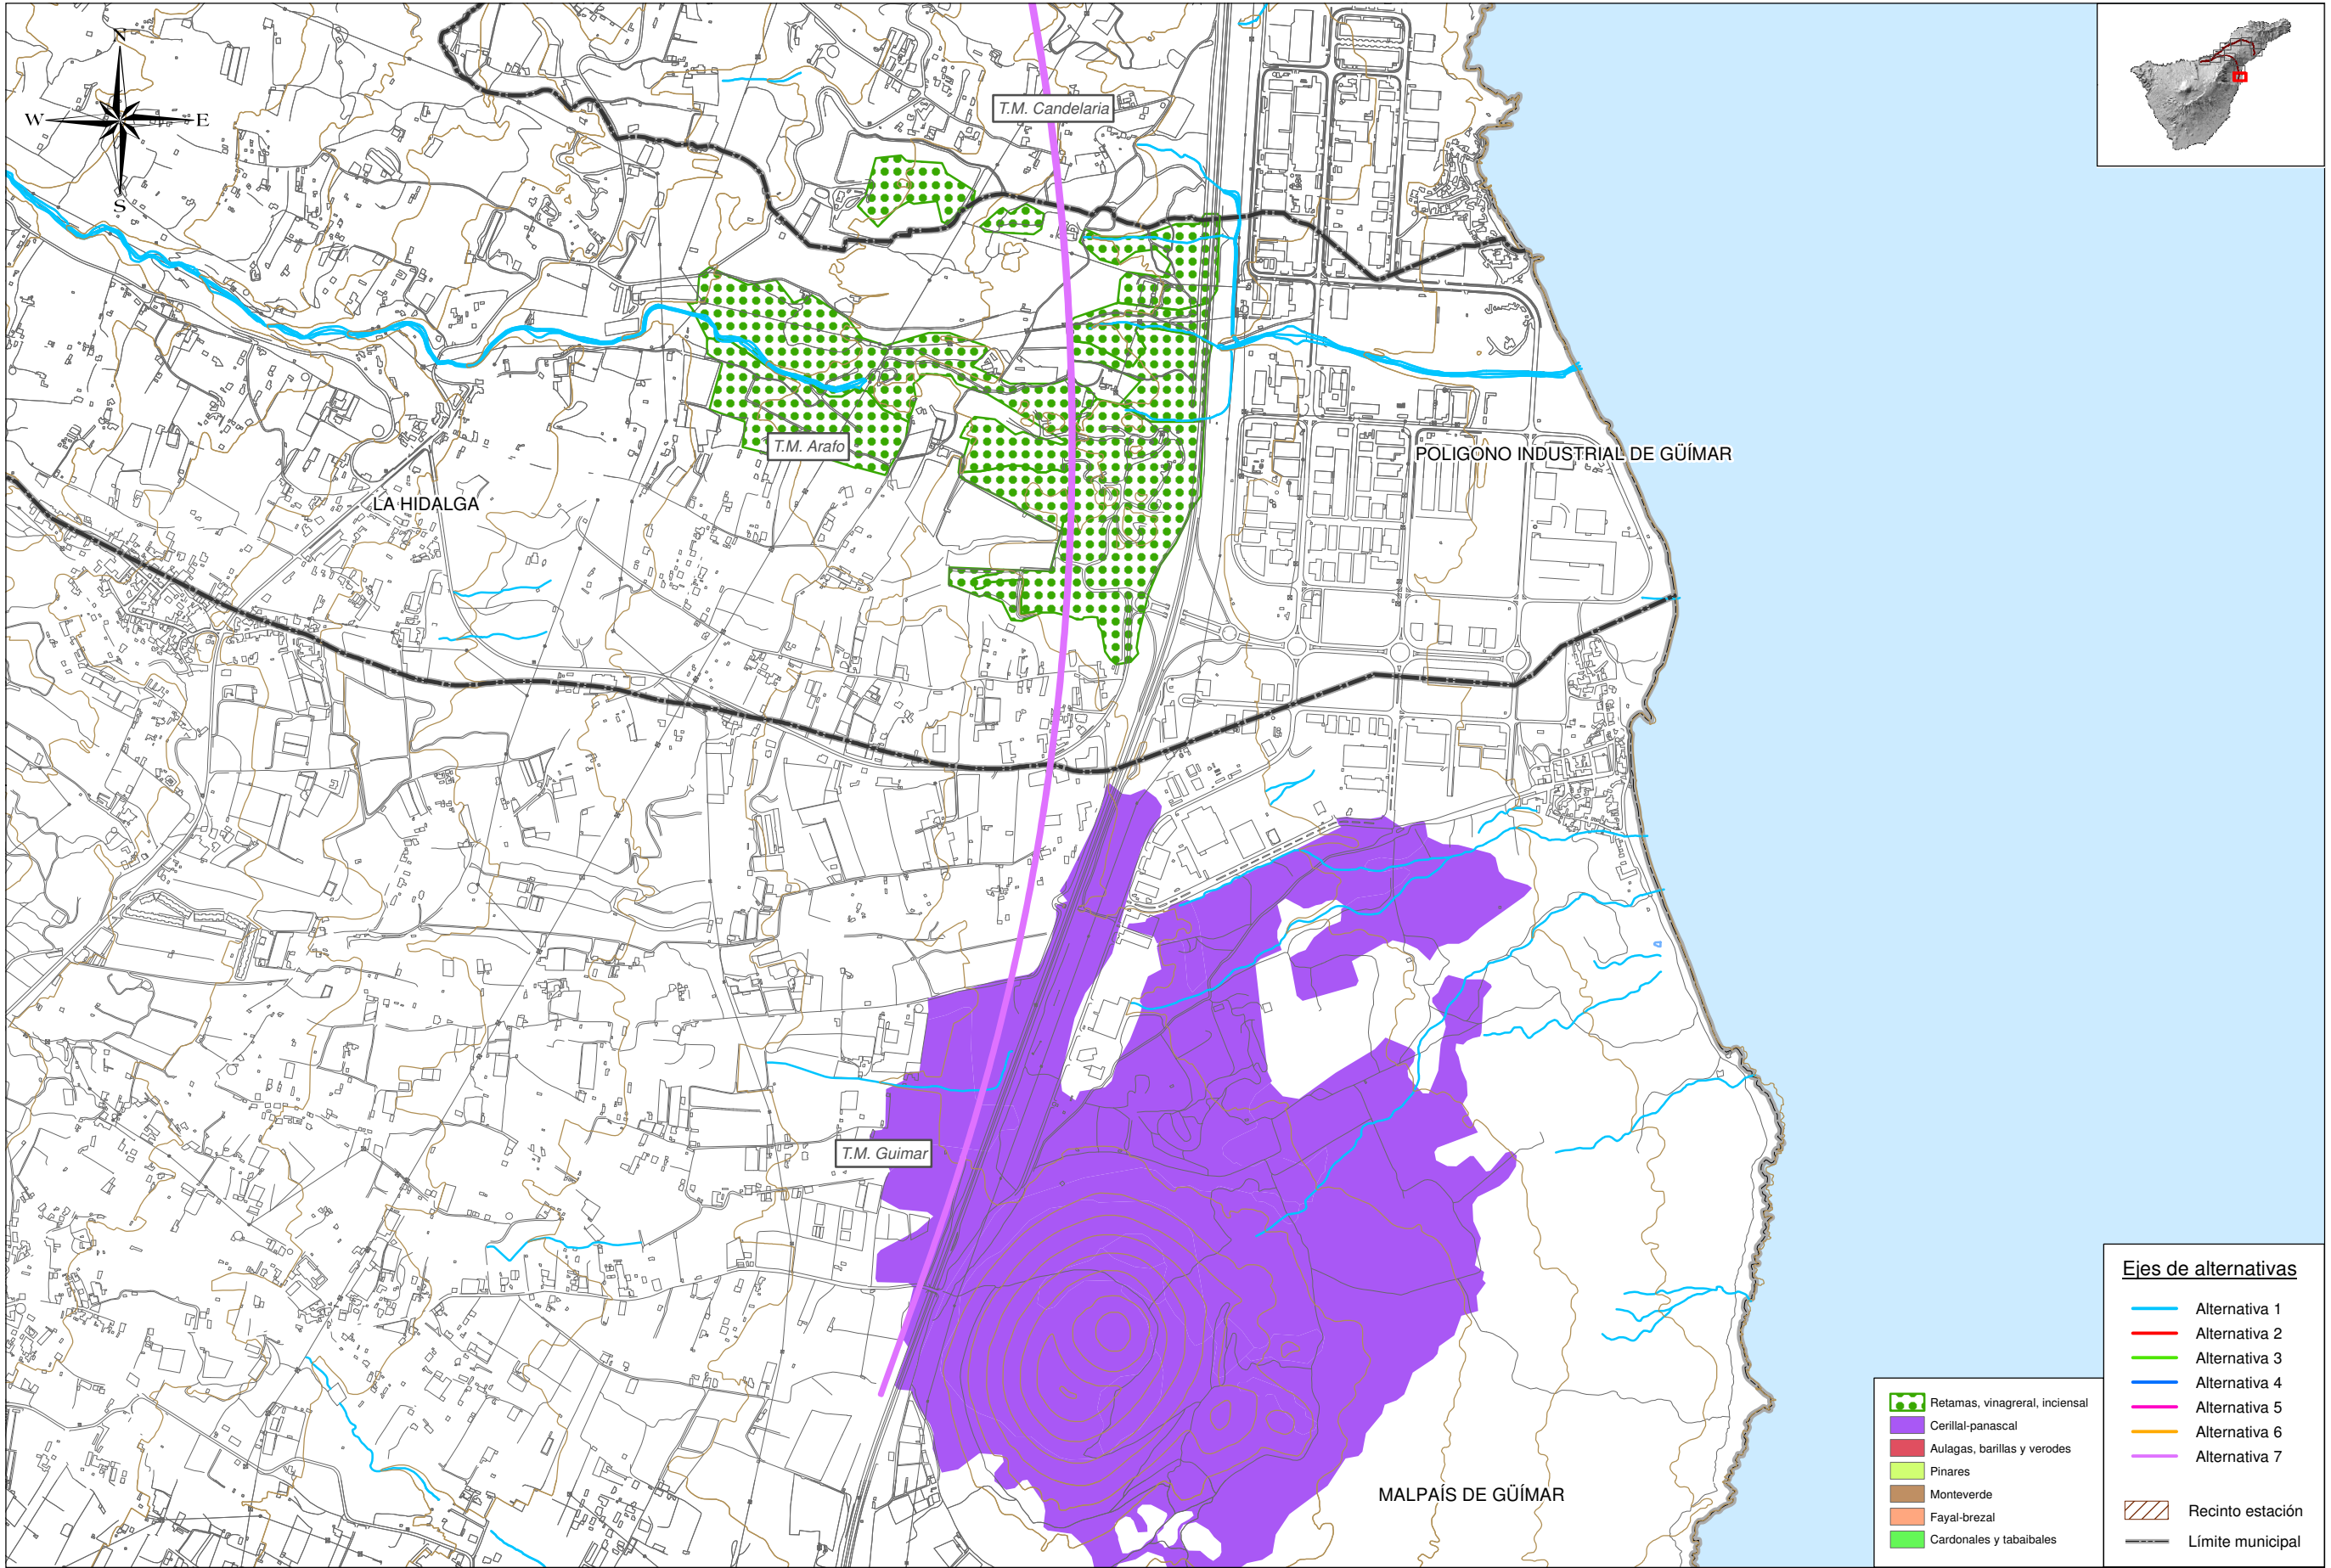 N
W
E
S
T.M. Candelaria
T.M. Arafo
POLIGONO INDUSTRIAL DE GÜÍMAR
LA HIDALGA
T.M. Guimar
MALPAÍS DE GÜÍMAR
Retamas, vinagreral, inciensal
Cerillal-panascal
Aulagas, barillas y verodes
Pinares
Monteverde
Fayal-brezal
Cardonales y tabaibales
Ejes de alternativas
Alternativa 1
Alternativa 2
Alternativa 3
Alternativa 4
Alternativa 5
Alternativa 6
Alternativa 7
Recinto estación
Límite municipal